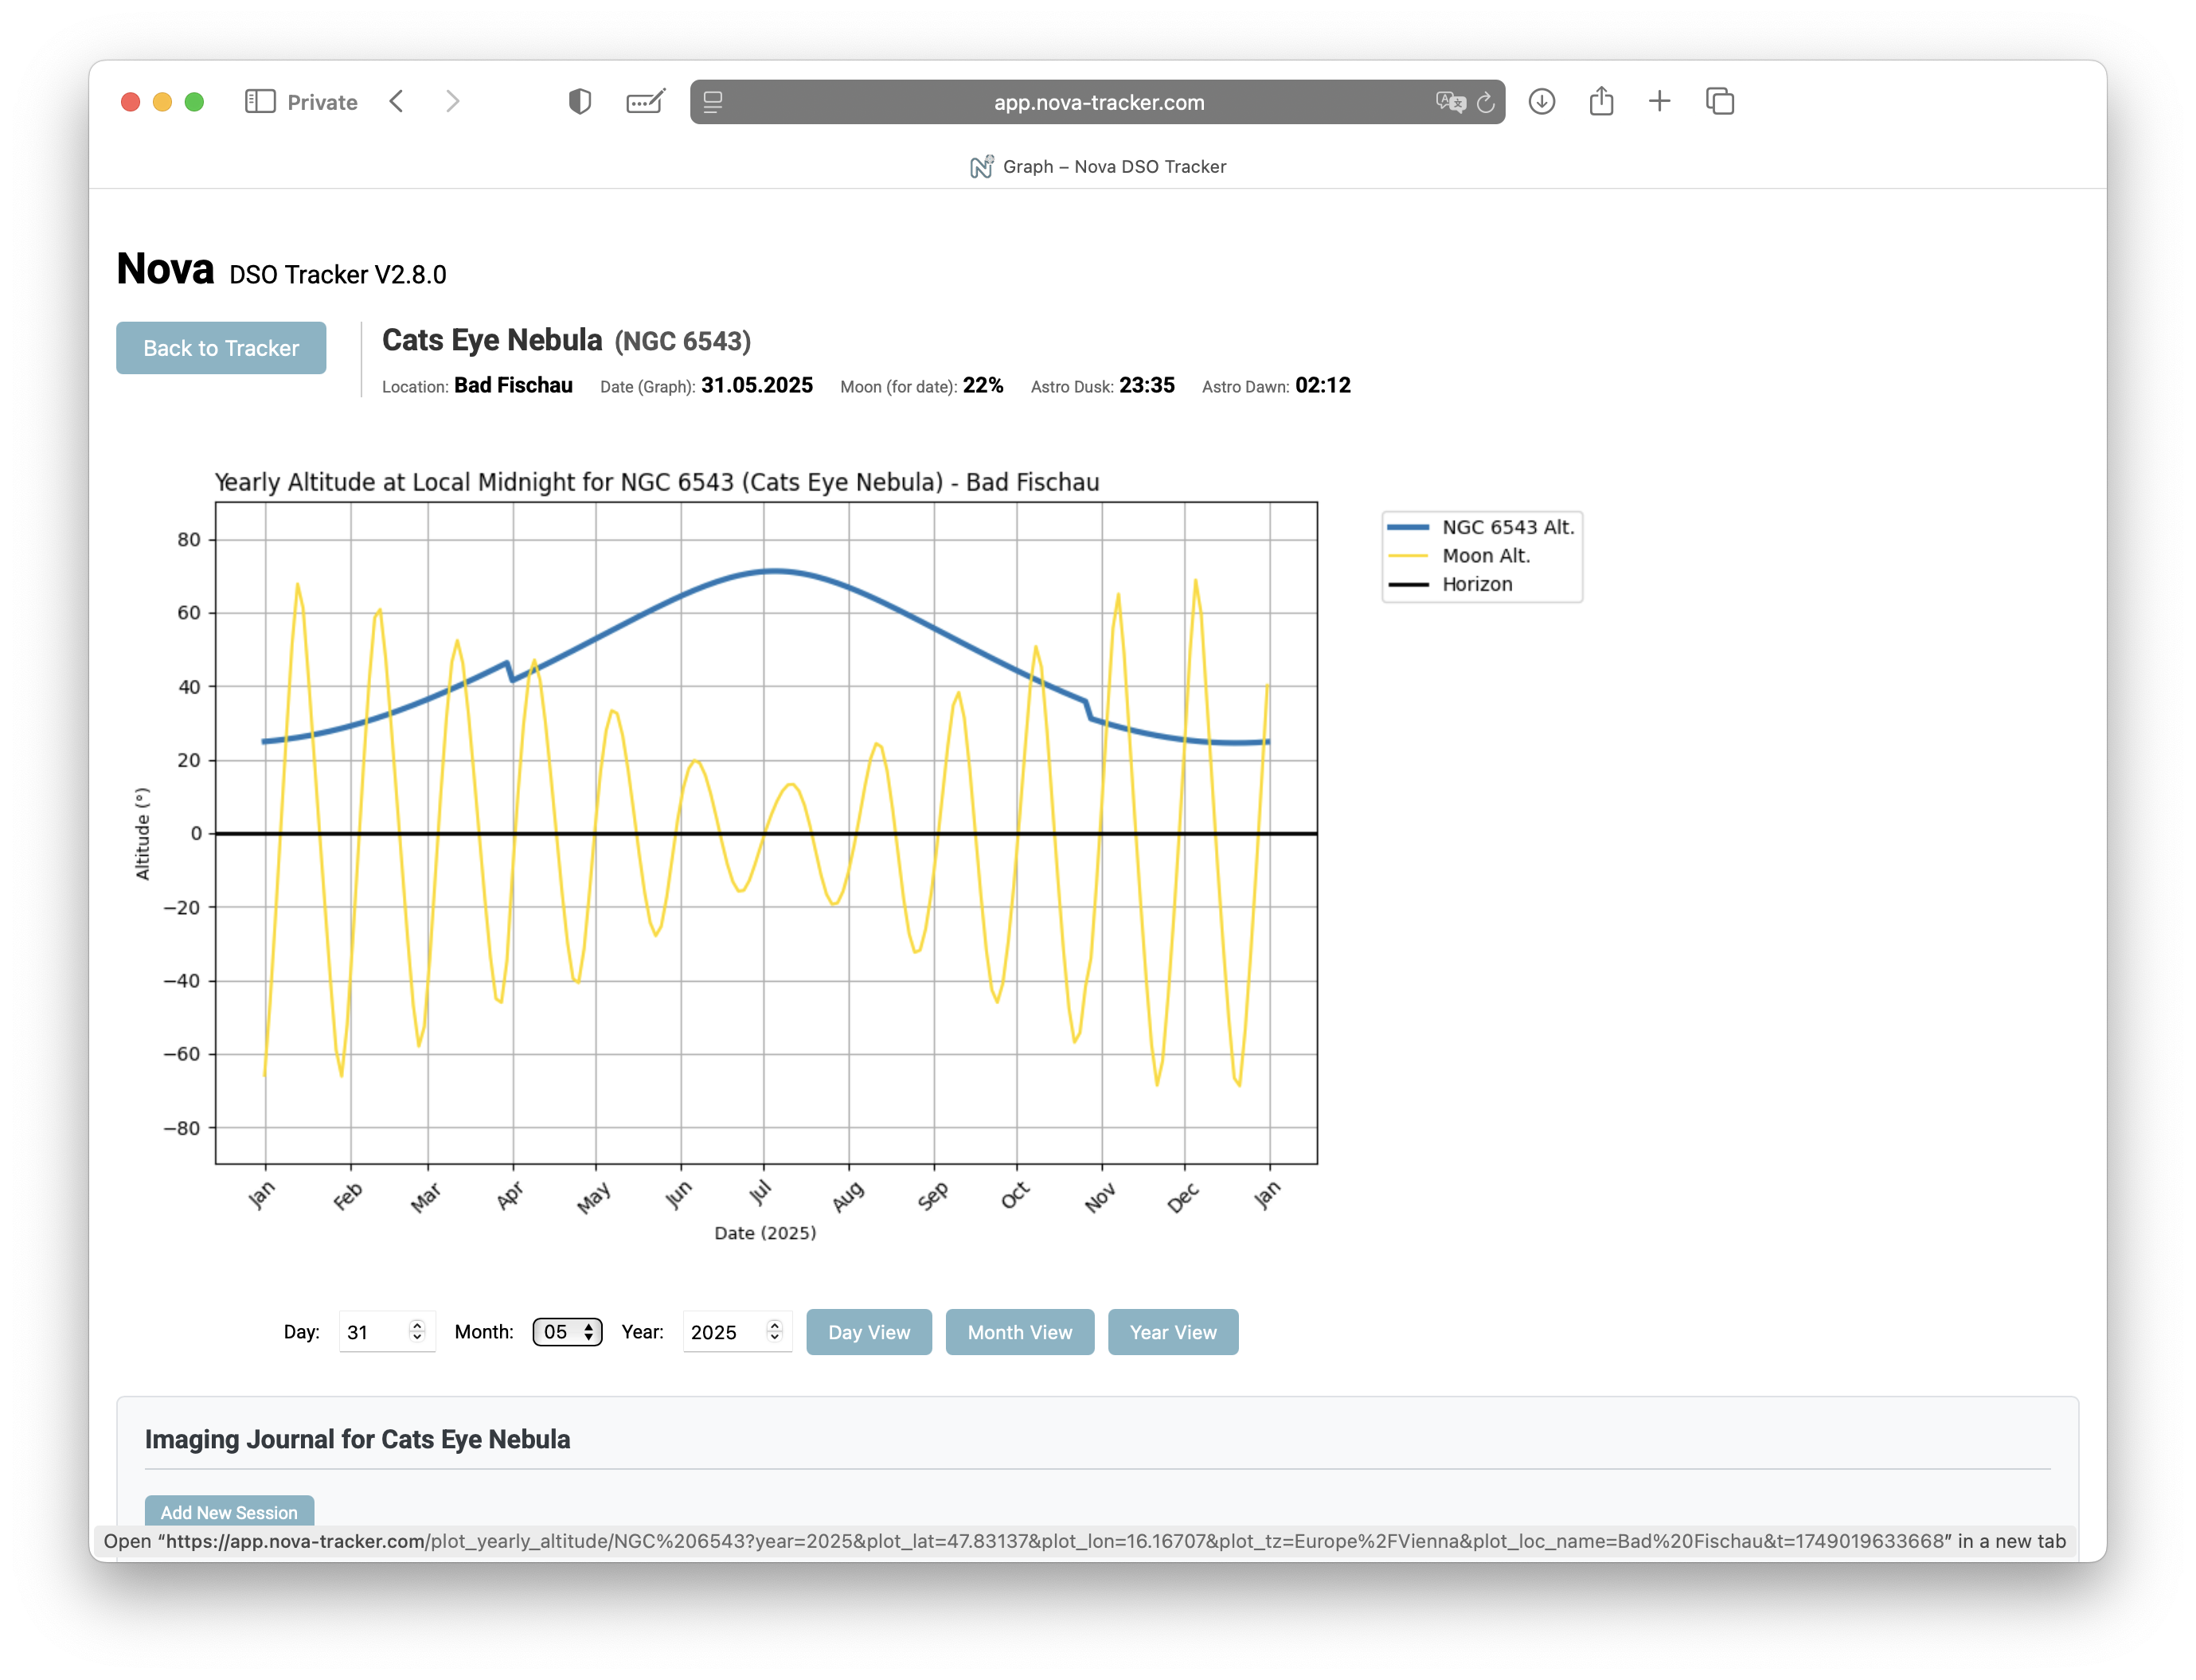 Private
app.nova-tracker.com
Graph – Nova DSO Tracker
Nova DSO Tracker V2.8.0
Back to Tracker
Cats Eye Nebula (NGC 6543)
Location: Bad Fischau Date (Graph): 31.05.2025 Moon (for date): 22% Astro Dusk: 23:35 Astro Dawn: 02:12
Yearly Altitude at Local Midnight for NGC 6543 (Cats Eye Nebula) - Bad Fischau
NGC 6543 Alt.
Moon Alt.
Horizon
Altitude (°)
80
60
40
20
0
−20
−40
−60
−80
Jan Feb Mar Apr May Jun Jul Aug Sep Oct Nov Dec Jan
Date (2025)
Day: 31 Month: 05 Year: 2025 Day View Month View Year View
Imaging Journal for Cats Eye Nebula
Add New Session
Open “https://app.nova-tracker.com/plot_yearly_altitude/NGC%206543?year=2025&plot_lat=47.83137&plot_lon=16.16707&plot_tz=Europe%2FVienna&plot_loc_name=Bad%20Fischau&t=1749019633668” in a new tab